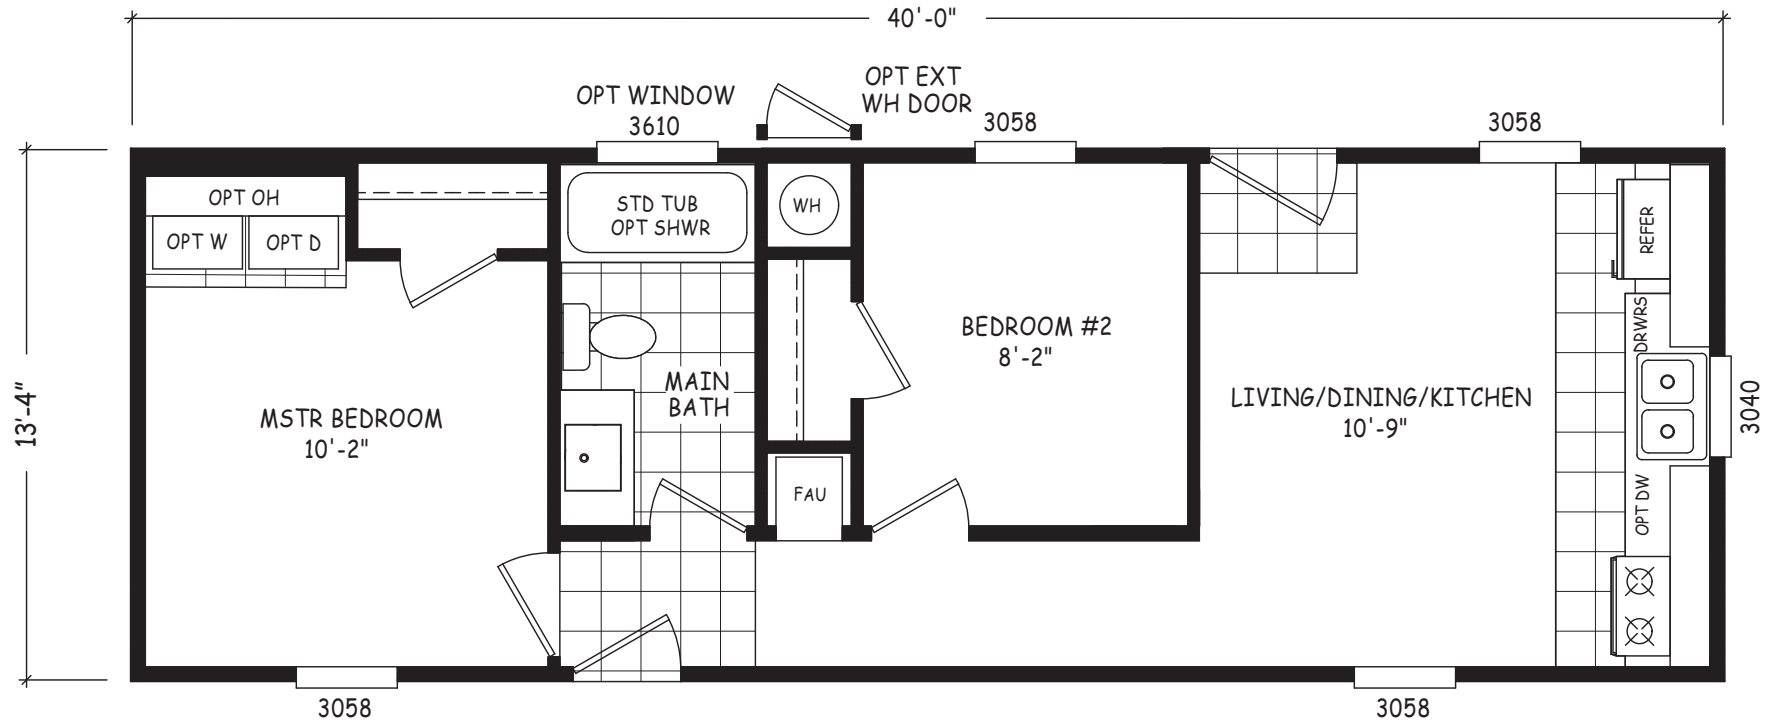 40'-0"
OPT EXT
WH DOOR
OPT WINDOW
3610
3058
3058
OPT OH
OPT W
OPT D
STD TUB
OPT SHWR
WH
REFER
DRWRS
BEDROOM #2
8'-2"
MAIN
BATH
LIVING/DINING/KITCHEN
10'-9"
3040
13'-4"
MSTR BEDROOM
10'-2"
FAU
OPT DW
3058
3058